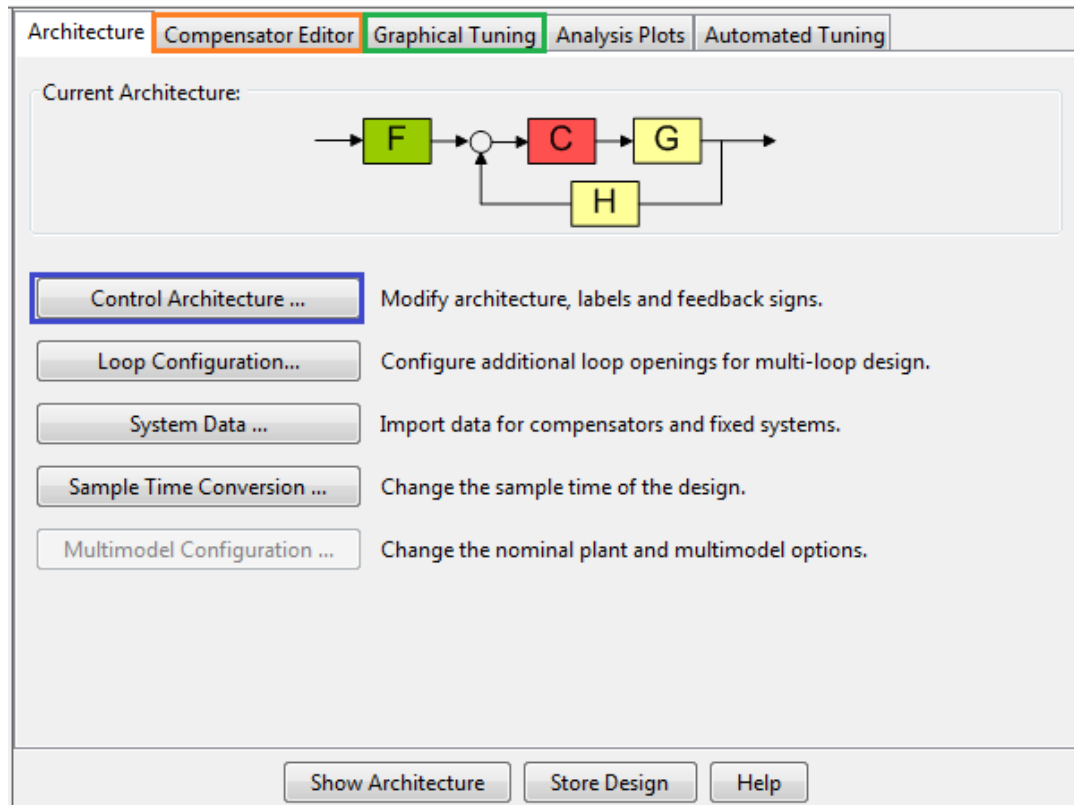 Architecture Compensator Editor Graphical Tuning Analysis Plots Automated Tuning
Current Architecture:
F C G
H
Control Architecture ... Modify architecture, labels and feedback signs.
Loop Configuration... Configure additional loop openings for multi-loop design.
System Data ... Import data for compensators and fixed systems.
Sample Time Conversion ... Change the sample time of the design.
Multimodel Configuration ... Change the nominal plant and multimodel options.
Show Architecture Store Design Help